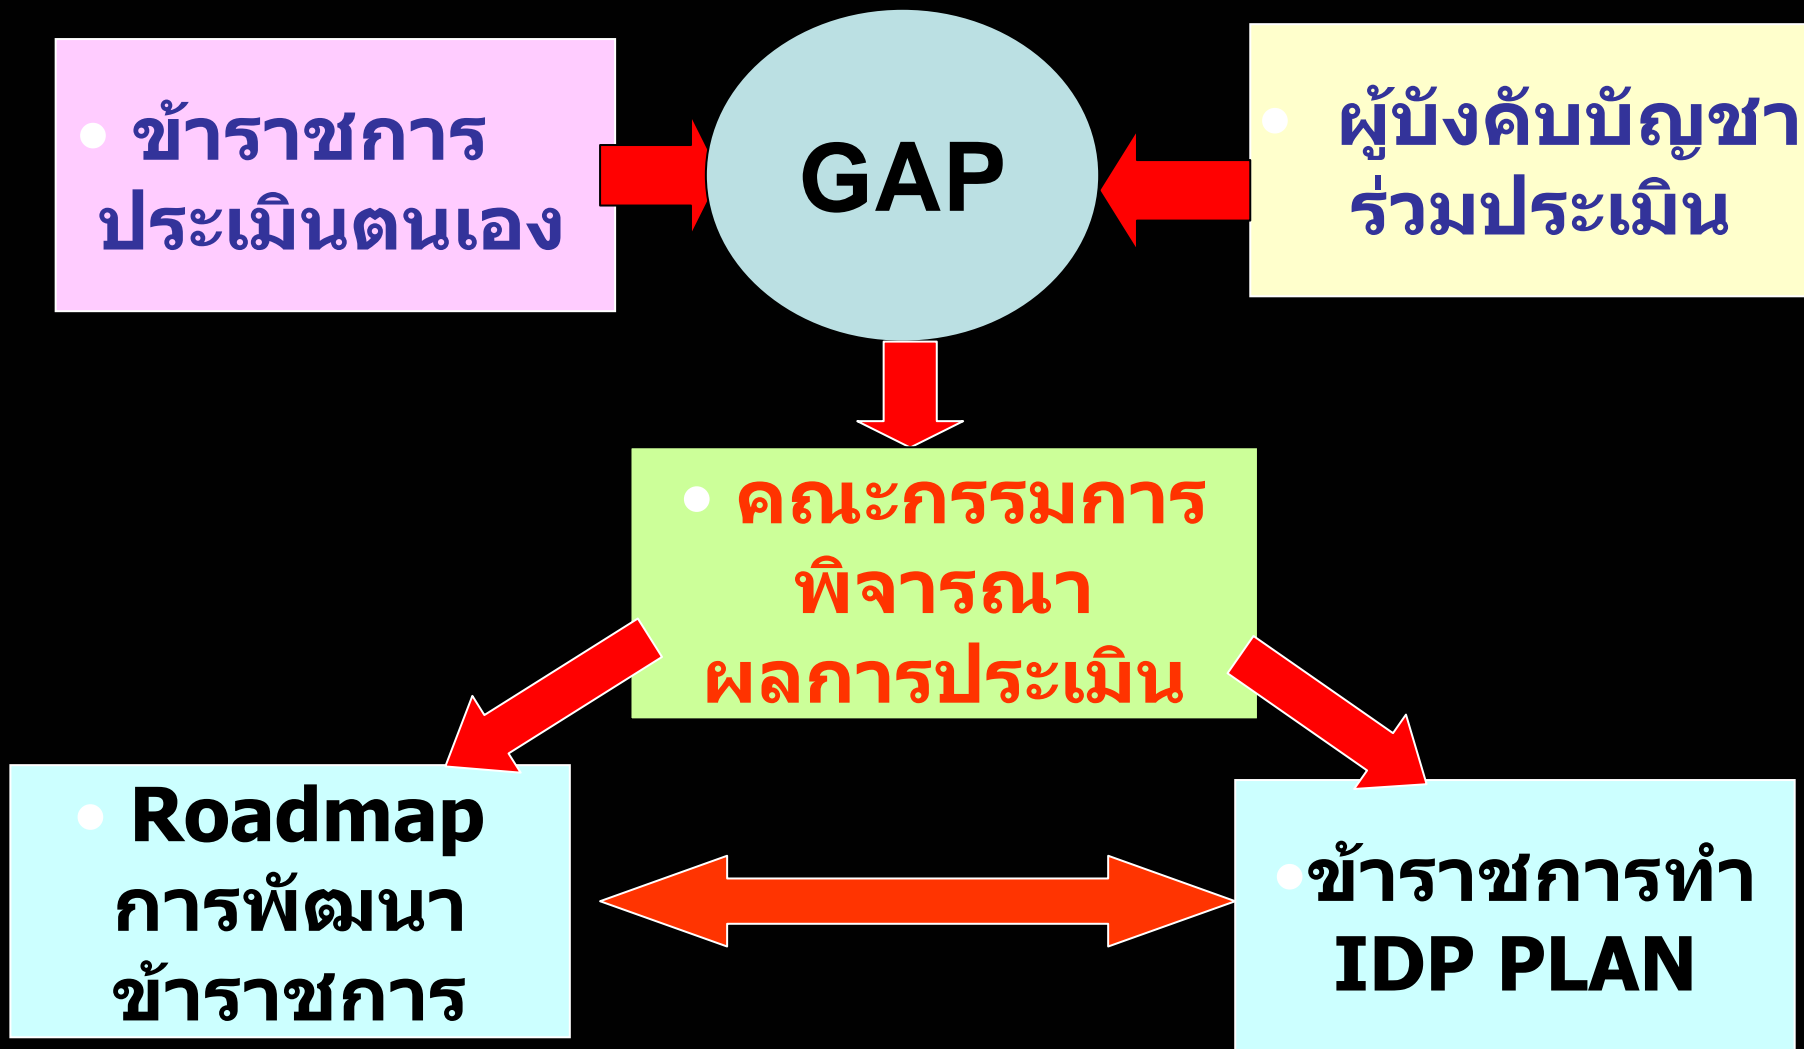 • ข้าราชการ
ประเมินตนเอง
GAP
• ผู้บังคับบัญชา
ร่วมประเมิน
• คณะกรรมการ
พิจารณา
ผลการประเมิน
• Roadmap
การพัฒนา
ข้าราชการ
•ข้าราชการทำ
IDP PLAN